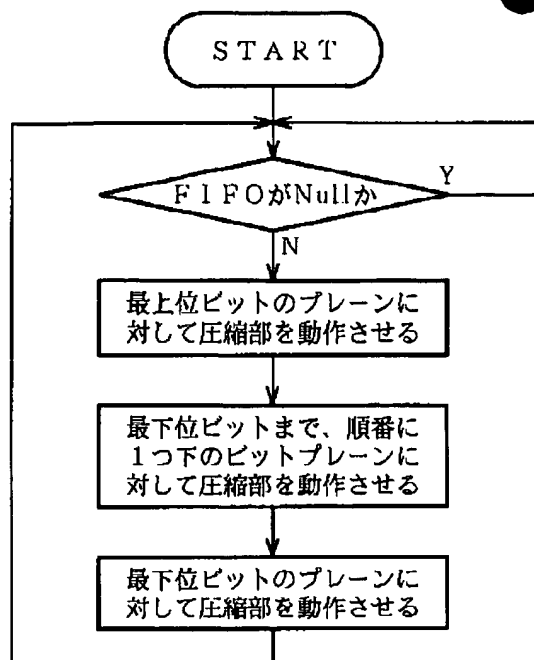 START
FIFOがNullか
Y
N
最上位ビットのプレーンに
対して圧縮部を動作させる
最下位ビットまで、順番に
1つ下のビットプレーンに
対して圧縮部を動作させる
最下位ビットのプレーンに
対して圧縮部を動作させる